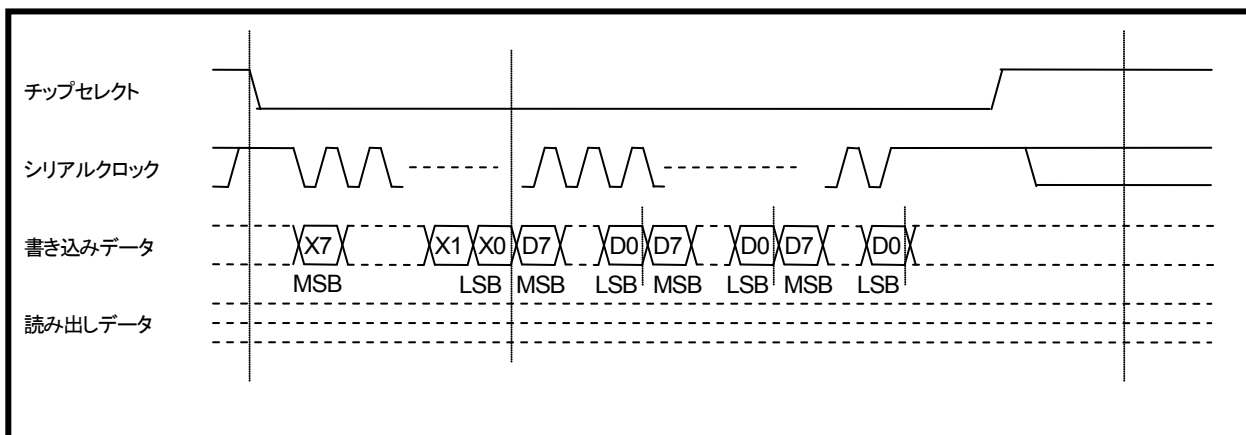 チップセレクト
シリアルクロック
書き込みデータ X7 X1 X0 D7 D0 D7 D0 D7 D0
MSB LSB MSB LSB MSB LSB MSB LSB
読み出しデータ